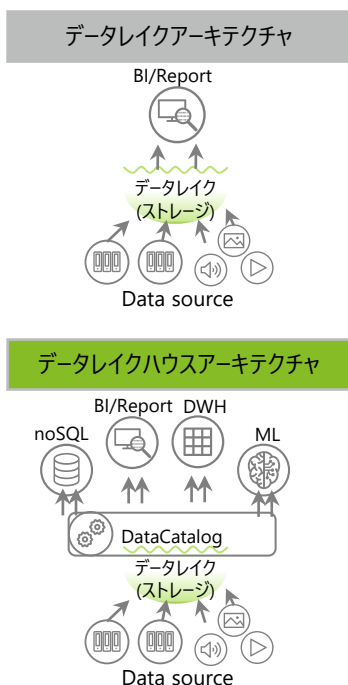 データレイクアーキテクチャ
BI/Report
データレイク
(ストレージ)
Data source
データレイクハウスアーキテクチャ
BI/Report DWH
noSQL ML
DataCatalog
データレイク
(ストレージ)
Data source